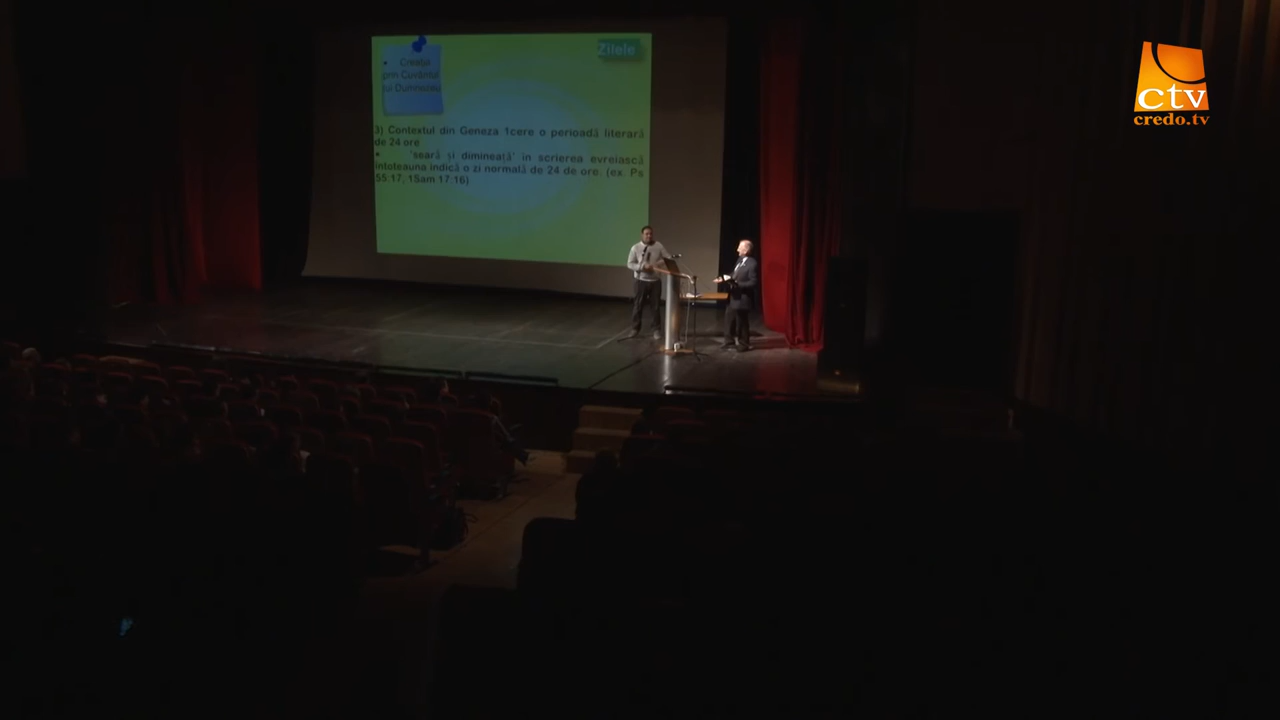 Zilele
• Creația
prin Cuvântul
lui Dumnezeu
3) Contextul din Geneza 1cere o perioadă literară
de 24 ore
• 'seară și dimineață' in scrierea evreiască
intoteauna indică o zi normală de 24 de ore. (ex. Ps
55:17, 1Sam 17:16)
ctv
credo.tv